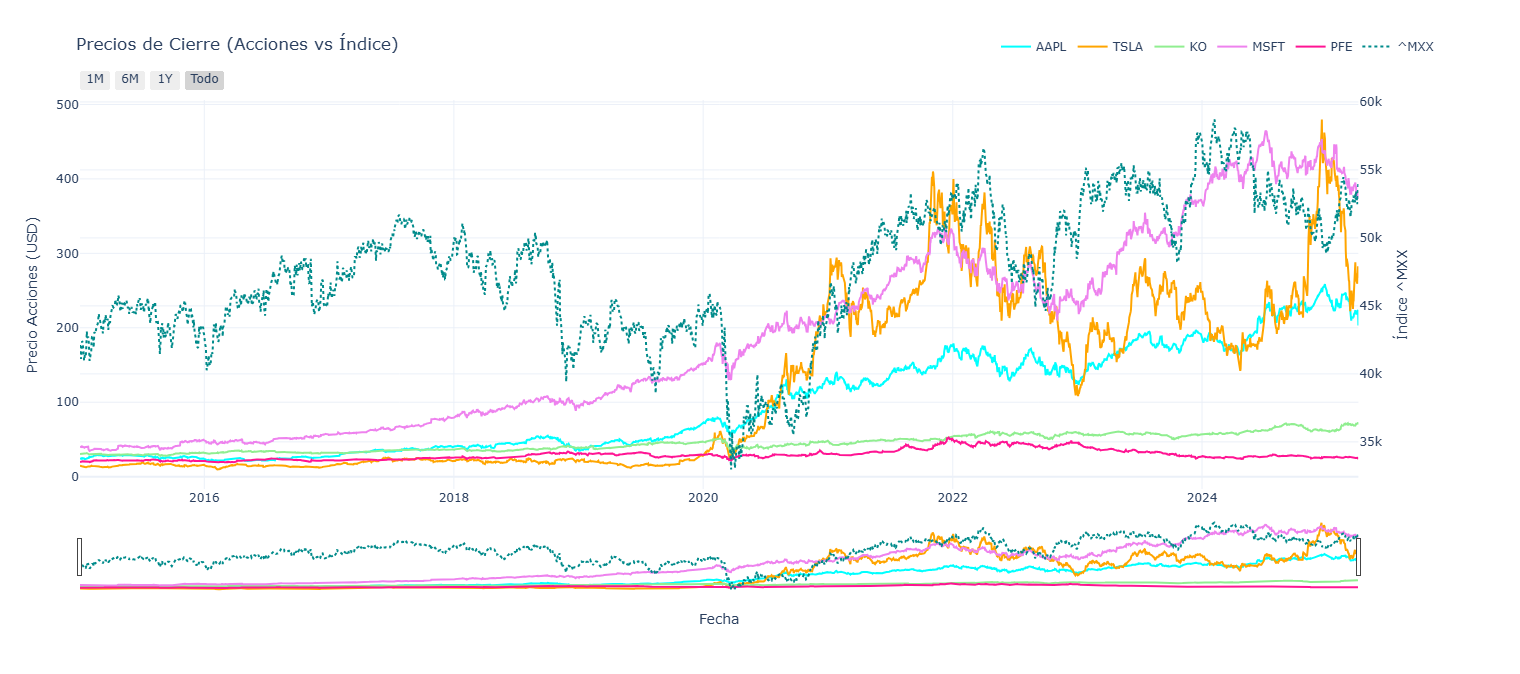 Precios de Cierre (Acciones vs Índice)
AAPL TSLA KO MSFT PFE ^MXX
1M 6M 1Y Todo
500
400
300
200
100
0
Precio Acciones (USD)
60k
55k
50k
45k
40k
35k
Índice ^MXX
2016 2018 2020 2022 2024
Fecha